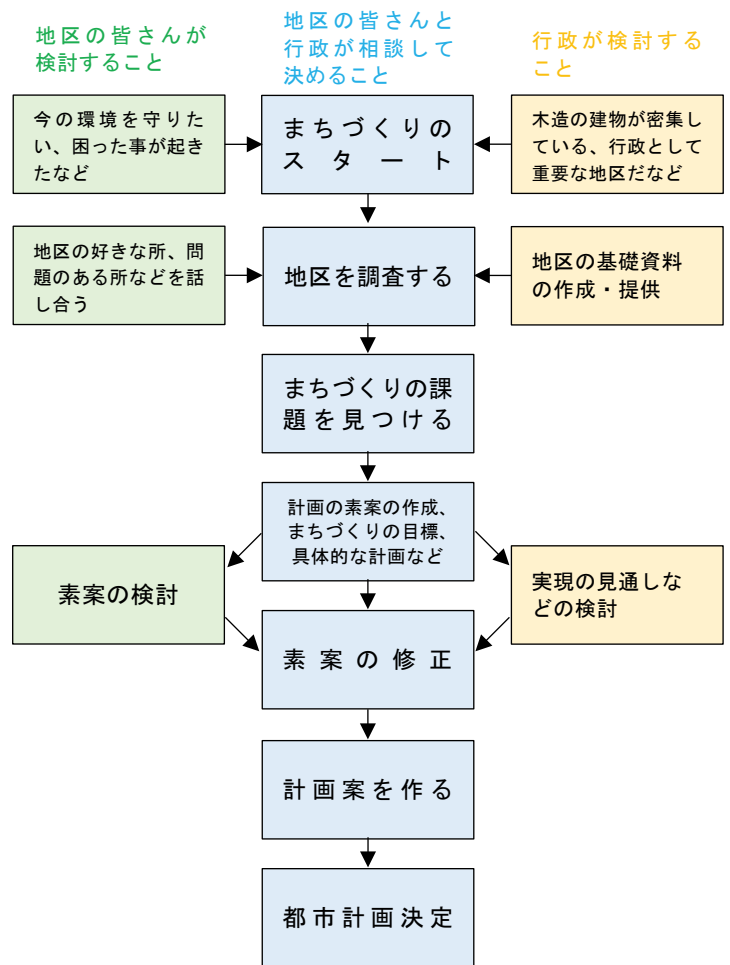 地区の皆さんが
検討すること
地区の皆さんと
行政が相談して
決めること
行政が検討する
こと
今の環境を守りた
い、困った事が起き
たなど
まちづくりの
スタート
木造の建物が密集し
ている、行政として
重要な地区だなど
地区の好きな所、問
題のある所などを話
し合う
地区を調査する
地区の基礎資料
の作成・提供
まちづくりの課
題を見つける
計画の素案の作成、
まちづくりの目標、
具体的な計画など
素案の検討
実現の見通しな
どの検討
素案の修正
計画案を作る
都市計画決定